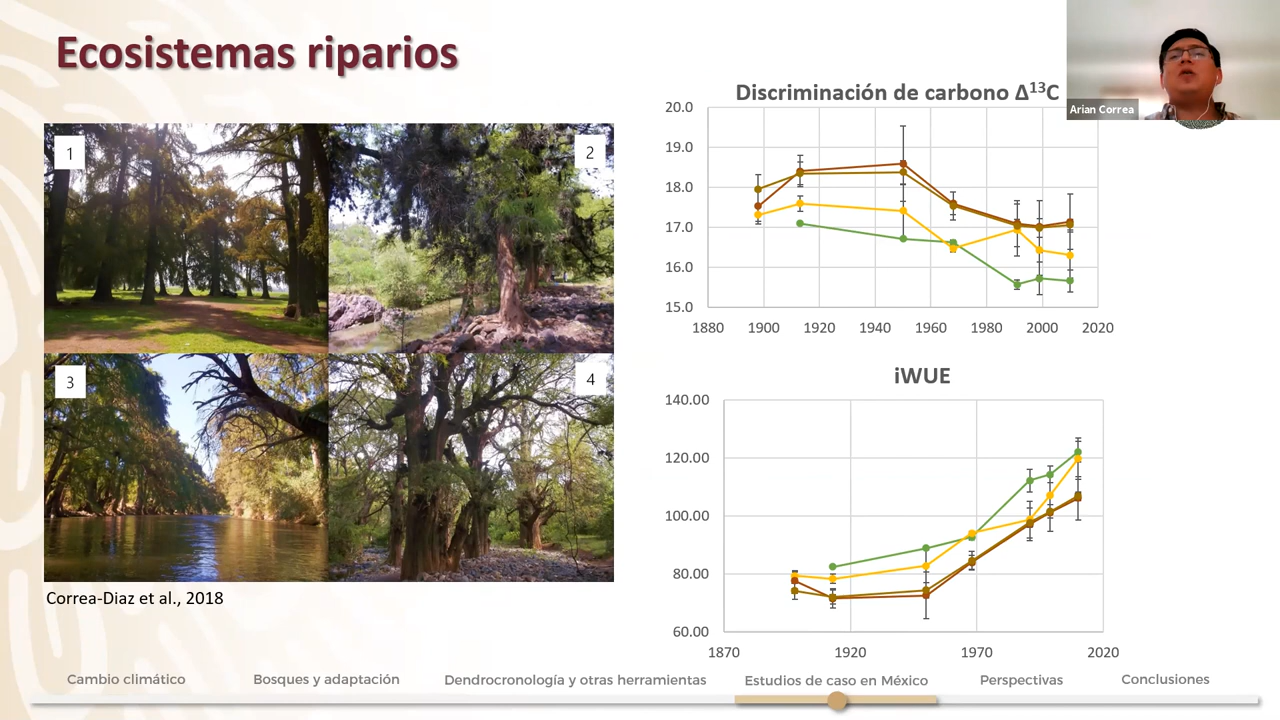 Ecosistemas riparios
Arian Correa
1
2
3
4
Correa-Diaz et al., 2018
Discriminación de carbono Δ¹³C
20.0
19.0
18.0
17.0
16.0
15.0
1880 1900 1920 1940 1960 1980 2000 2020
iWUE
140.00
120.00
100.00
80.00
60.00
1870 1920 1970 2020
Cambio climático Bosques y adaptación Dendrocronología y otras herramientas Estudios de caso en México Perspectivas Conclusiones